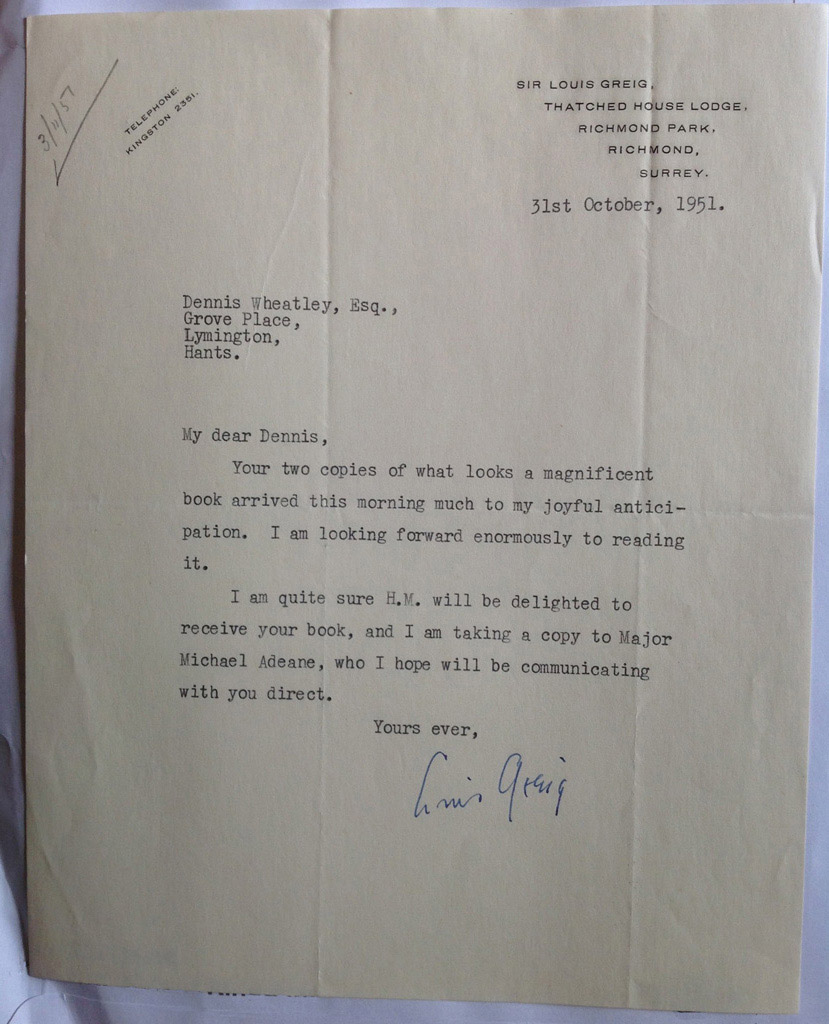 3/11/51
TELEPHONE:
KINGSTON 2351.
SIR LOUIS GREIG,
THATCHED HOUSE LODGE,
RICHMOND PARK,
RICHMOND,
SURREY.
31st October, 1951.
Dennis Wheatley, Esq.,
Grove Place,
Lymington,
Hants.
My dear Dennis,
Your two copies of what looks a magnificent
book arrived this morning much to my joyful antici-
pation. I am looking forward enormously to reading
it.
I am quite sure H.M. will be delighted to
receive your book, and I am taking a copy to Major
Michael Adeane, who I hope will be communicating
with you direct.
Yours ever,
Louis Greig